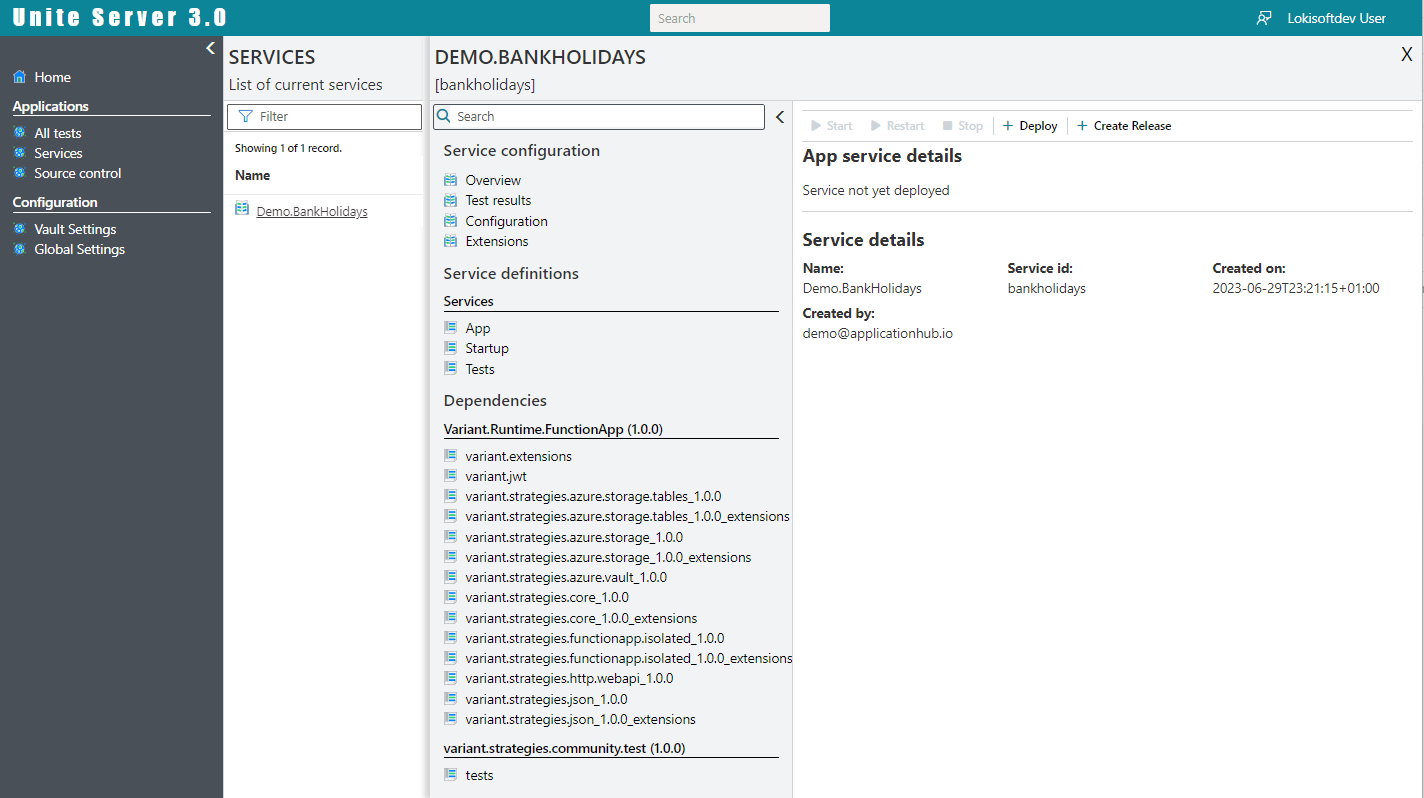 Unite Server 3.0
Search
Lokisoftdev User
Home
Applications
All tests
Services
Source control
Configuration
Vault Settings
Global Settings
SERVICES
List of current services
Filter
Showing 1 of 1 record.
Name
Demo.BankHolidays
DEMO.BANKHOLIDAYS
[bankholidays]
X
Search
Service configuration
Overview
Test results
Configuration
Extensions
Service definitions
Services
App
Startup
Tests
Dependencies
Variant.Runtime.FunctionApp (1.0.0)
variant.extensions
variant.jwt
variant.strategies.azure.storage.tables_1.0.0
variant.strategies.azure.storage.tables_1.0.0_extensions
variant.strategies.azure.storage_1.0.0
variant.strategies.azure.storage_1.0.0_extensions
variant.strategies.azure.vault_1.0.0
variant.strategies.core_1.0.0
variant.strategies.core_1.0.0_extensions
variant.strategies.functionapp.isolated_1.0.0
variant.strategies.functionapp.isolated_1.0.0_extensions
variant.strategies.http.webapi_1.0.0
variant.strategies.json_1.0.0
variant.strategies.json_1.0.0_extensions
variant.strategies.community.test (1.0.0)
tests
Start Restart Stop + Deploy + Create Release
App service details
Service not yet deployed
Service details
Name: Service id: Created on:
Demo.BankHolidays bankholidays 2023-06-29T23:21:15+01:00
Created by:
demo@applicationhub.io